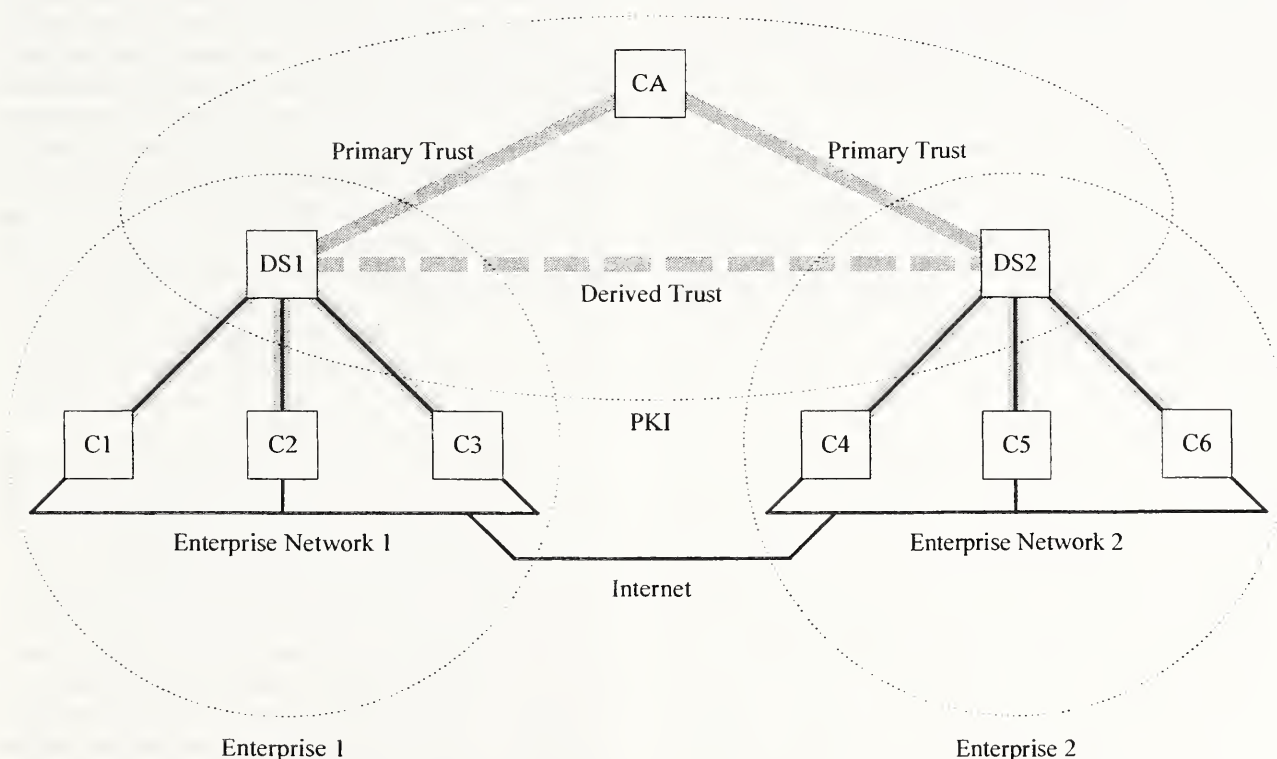 CA
Primary Trust
Primary Trust
DS1
DS2
Derived Trust
C1
C2
C3
PKI
C4
C5
C6
Enterprise Network 1
Enterprise Network 2
Internet
Enterprise 1
Enterprise 2